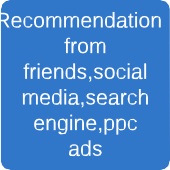 Recommendation
from
friends,social
media,search
engine,ppc
ads